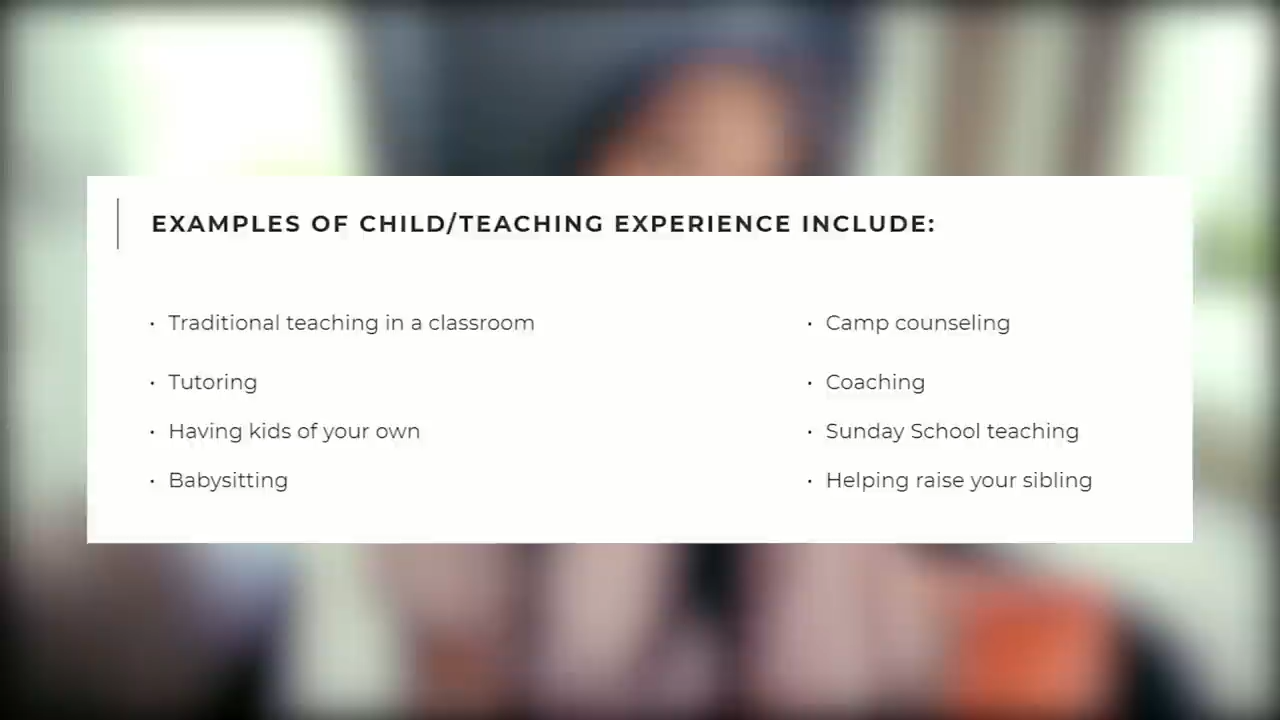 EXAMPLES OF CHILD/TEACHING EXPERIENCE INCLUDE:
• Traditional teaching in a classroom
• Tutoring
• Having kids of your own
• Babysitting
• Camp counseling
• Coaching
• Sunday School teaching
• Helping raise your sibling